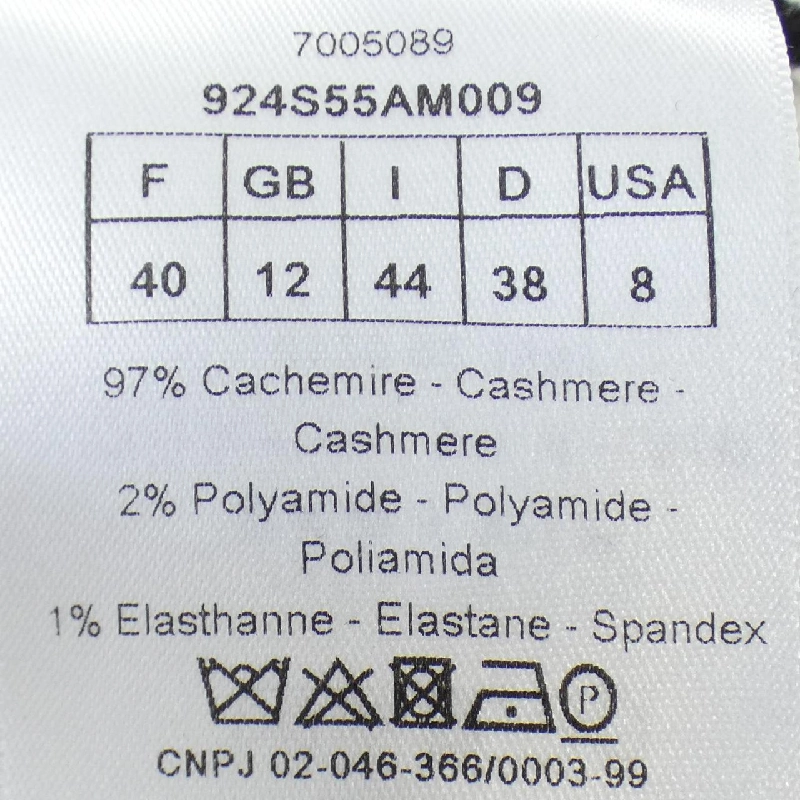 7005089
924S55AM009
F GB I D USA
40 12 44 38 8
97% Cachemire - Cashmere -
Cashmere
2% Polyamide - Polyamide -
Poliamida
1% Elasthanne - Elastane - Spandex
P
CNPJ 02-046-366/0003-99